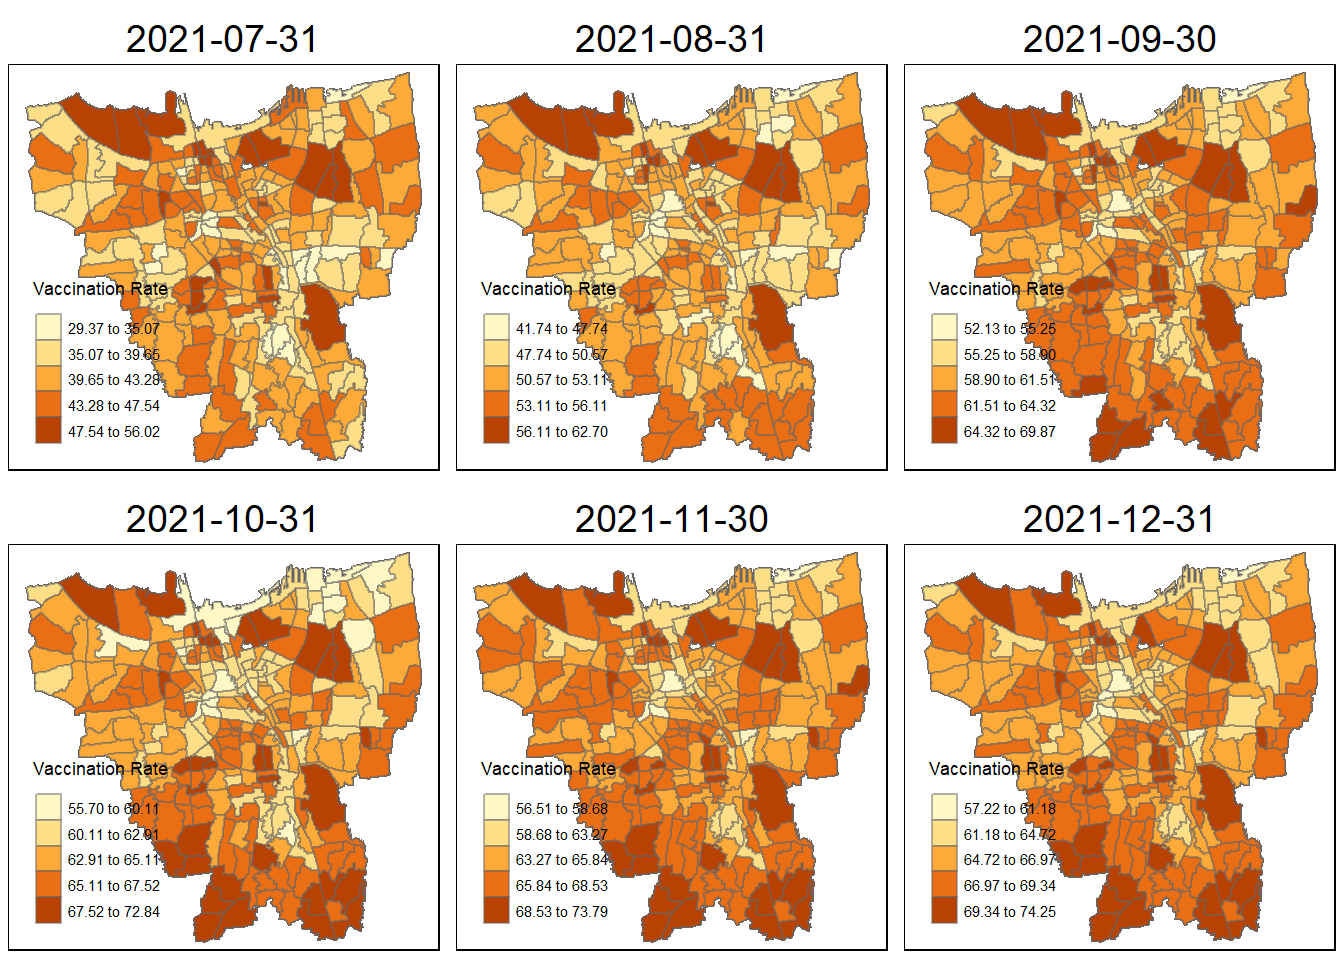 2021-07-31
Vaccination Rate
29.37 to 35.07
35.07 to 39.65
39.65 to 43.28
43.28 to 47.54
47.54 to 56.02
2021-08-31
Vaccination Rate
41.74 to 47.74
47.74 to 50.57
50.57 to 53.11
53.11 to 56.11
56.11 to 62.70
2021-09-30
Vaccination Rate
52.13 to 55.25
55.25 to 58.90
58.90 to 61.51
61.51 to 64.32
64.32 to 69.87
2021-10-31
Vaccination Rate
55.70 to 60.11
60.11 to 62.91
62.91 to 65.11
65.11 to 67.52
67.52 to 72.84
2021-11-30
Vaccination Rate
56.51 to 58.68
58.68 to 63.27
63.27 to 65.84
65.84 to 68.53
68.53 to 73.79
2021-12-31
Vaccination Rate
57.22 to 61.18
61.18 to 64.72
64.72 to 66.97
66.97 to 69.34
69.34 to 74.25